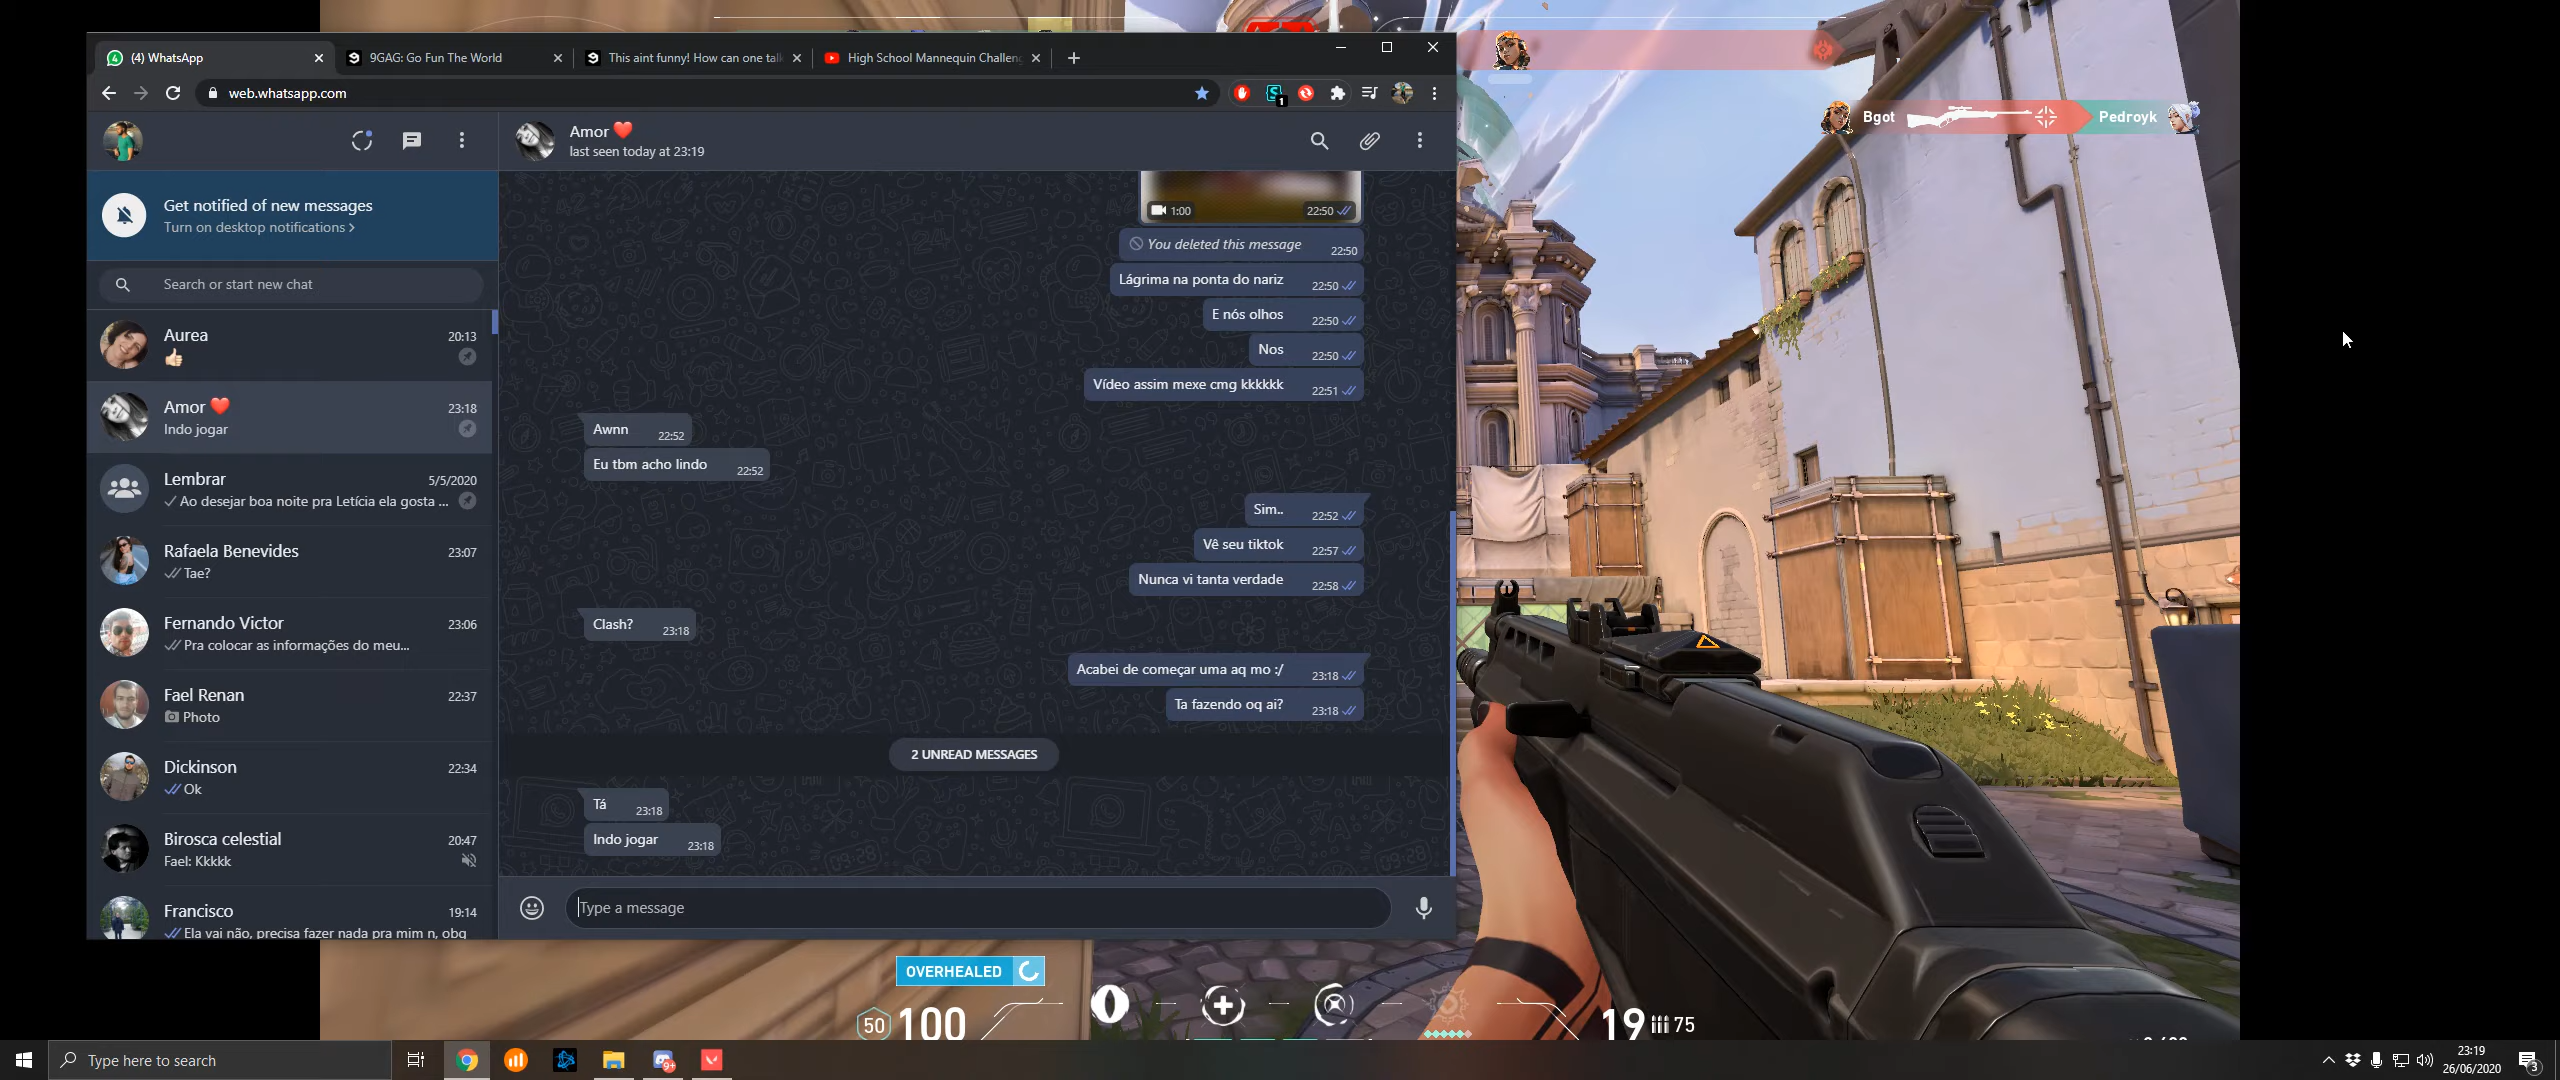 (4) WhatsApp
9GAG: Go Fun The World
This aint funny! How can one talk
High School Mannequin Challeng
web.whatsapp.com
Get notified of new messages
Turn on desktop notifications >
Search or start new chat
Aurea
20:13
Amor ❤️
23:18
Indo jogar
Lembrar
5/5/2020
Ao desejar boa noite pra Letícia ela gosta ...
Rafaela Benevides
23:07
Tae?
Fernando Victor
23:06
Pra colocar as informações do meu...
Fael Renan
22:37
Photo
Dickinson
22:34
Ok
Birosca celestial
20:47
Fael: Kkkkk
Francisco
19:14
Ela vai não, precisa fazer nada pra mim n, obg
Amor ❤️
last seen today at 23:19
1:00
22:50
You deleted this message
22:50
Lágrima na ponta do nariz
22:50
E nós olhos
22:50
Nos
22:50
Vídeo assim mexe cmg kkkkkk
22:51
Awnn
22:52
Eu tbm acho lindo
22:52
Sim..
22:52
Vê seu tiktok
22:57
Nunca vi tanta verdade
22:58
Clash?
23:18
Acabei de começar uma aq mo :/
23:18
Ta fazendo oq ai?
23:18
2 UNREAD MESSAGES
Tá
23:18
Indo jogar
23:18
Type a message
Bgot
Pedroyk
OVERHEALED
50
100
19
75
Type here to search
9+
23:19
26/06/2020
3